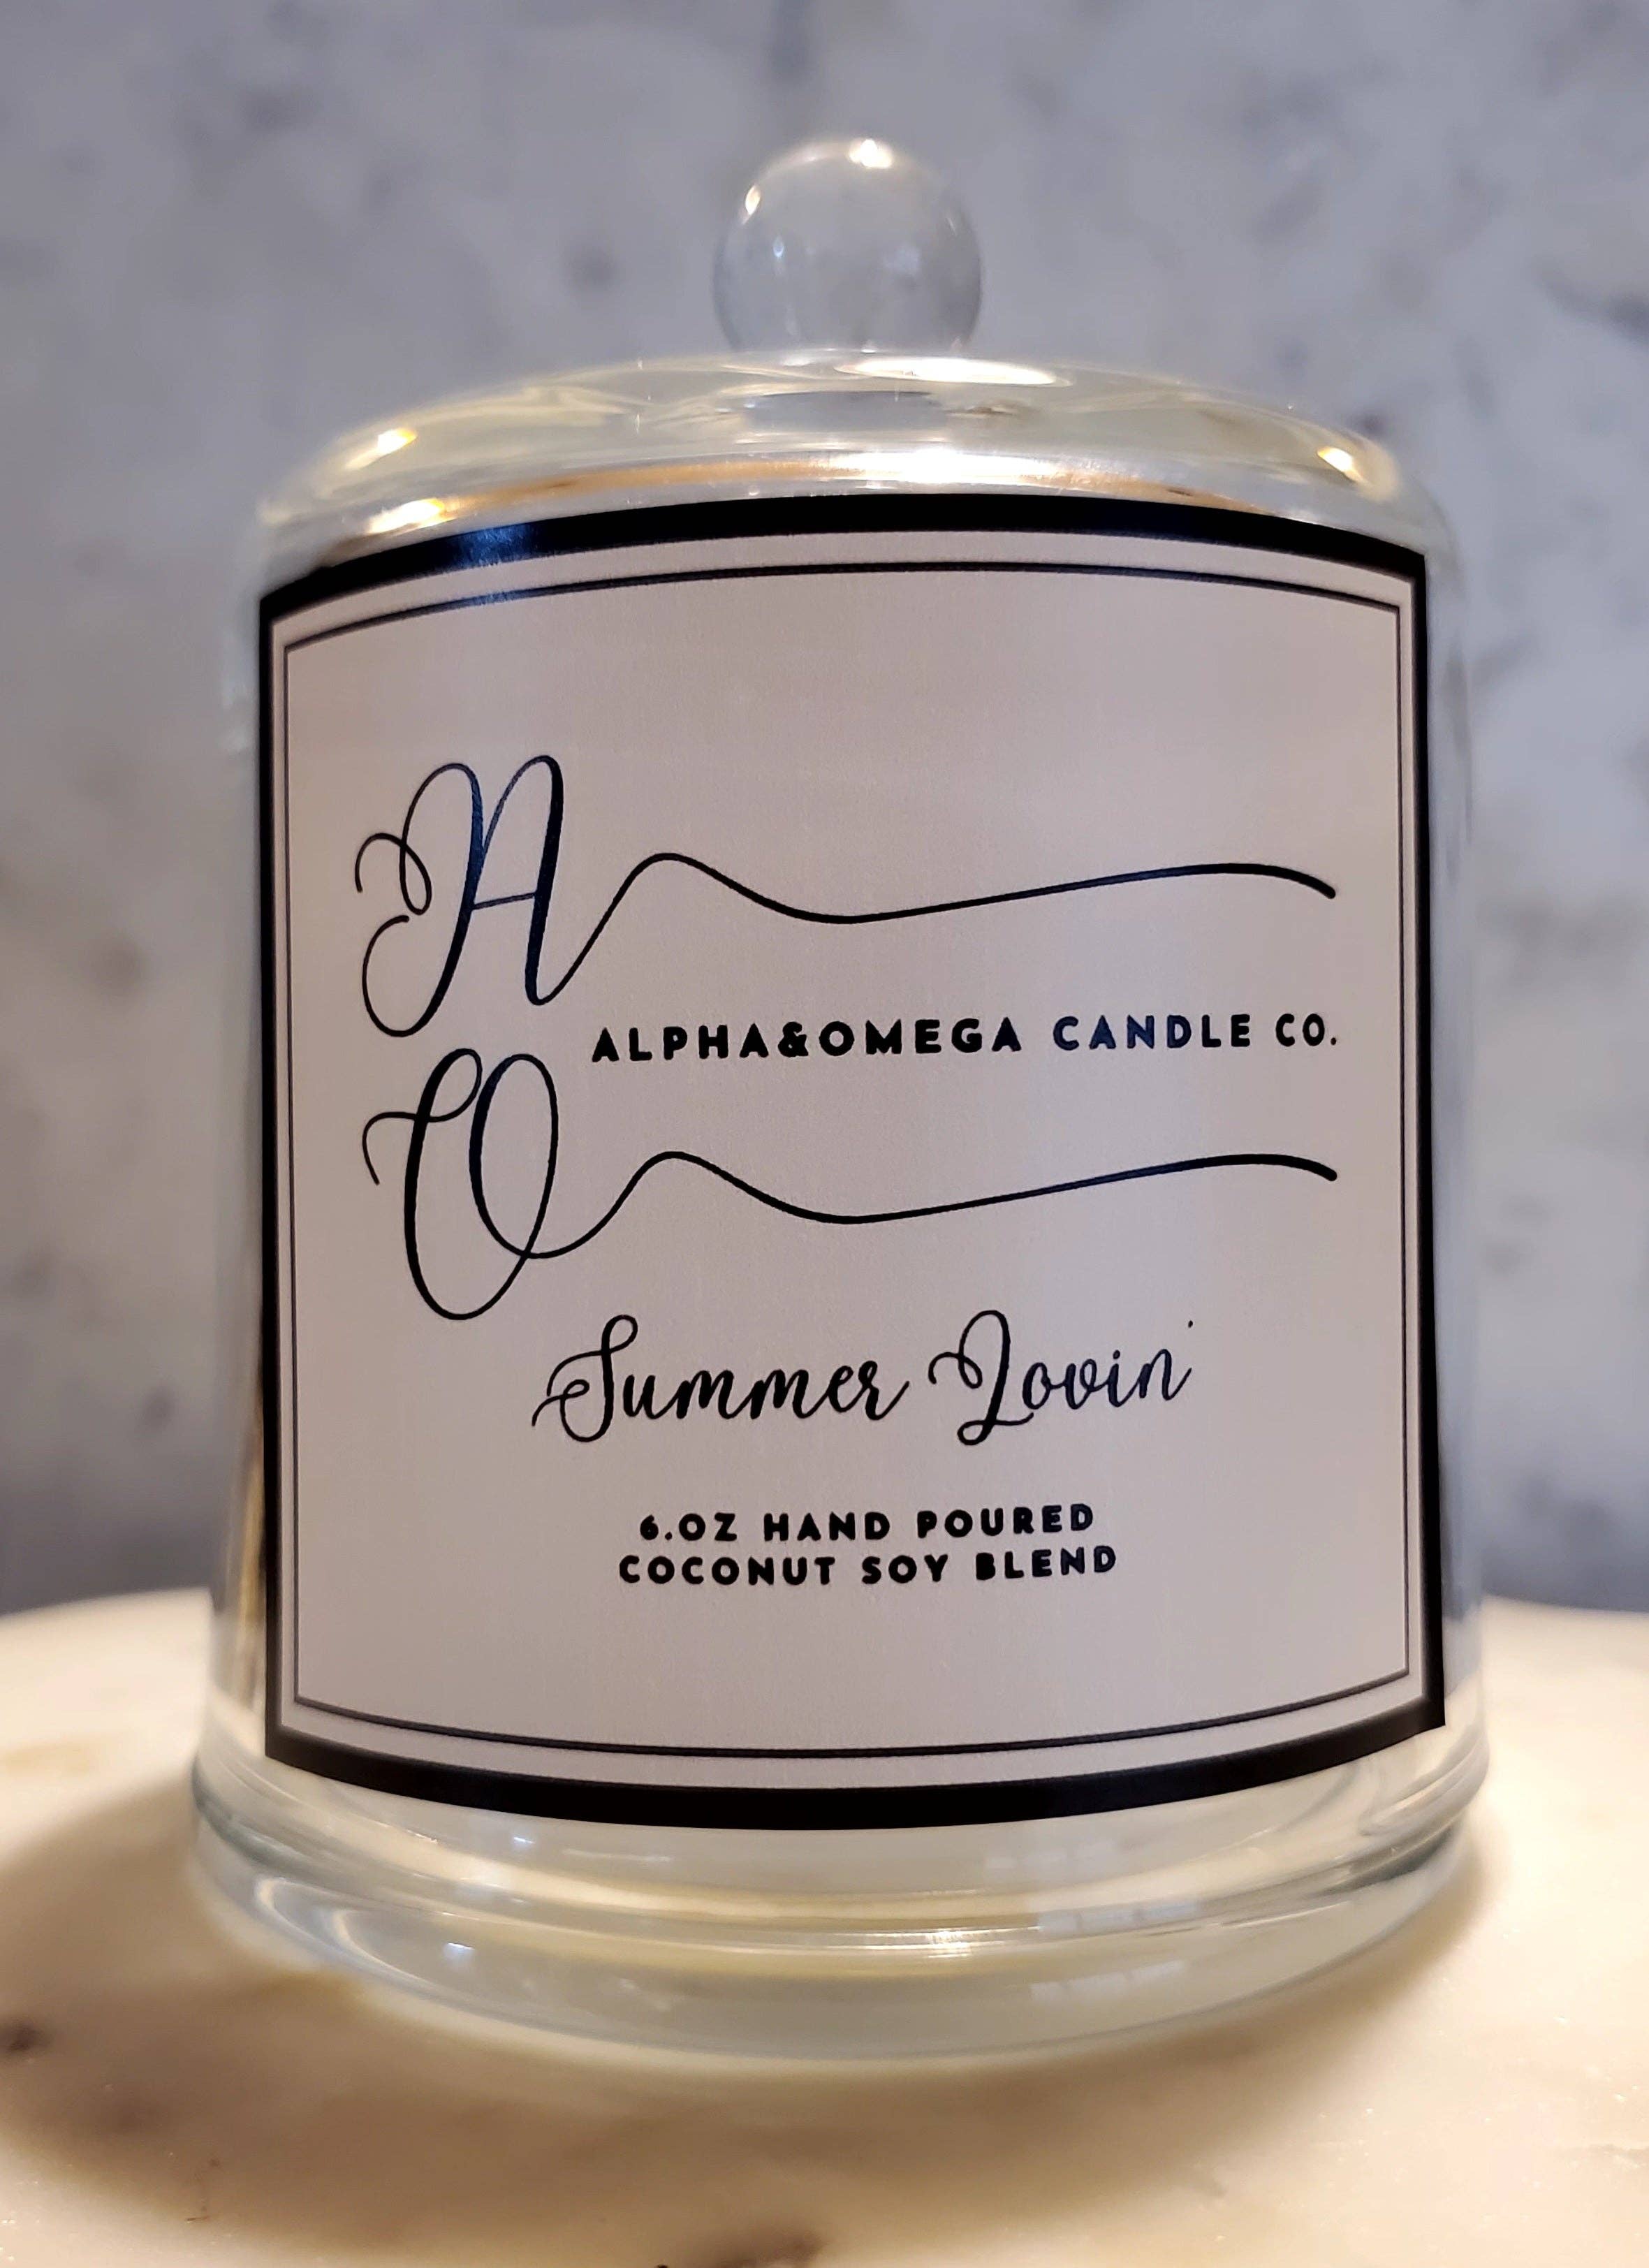 A
ALPHA&OMEGA CANDLE CO.
O
Summer Lovin'
6.OZ HAND POURED
COCONUT SOY BLEND